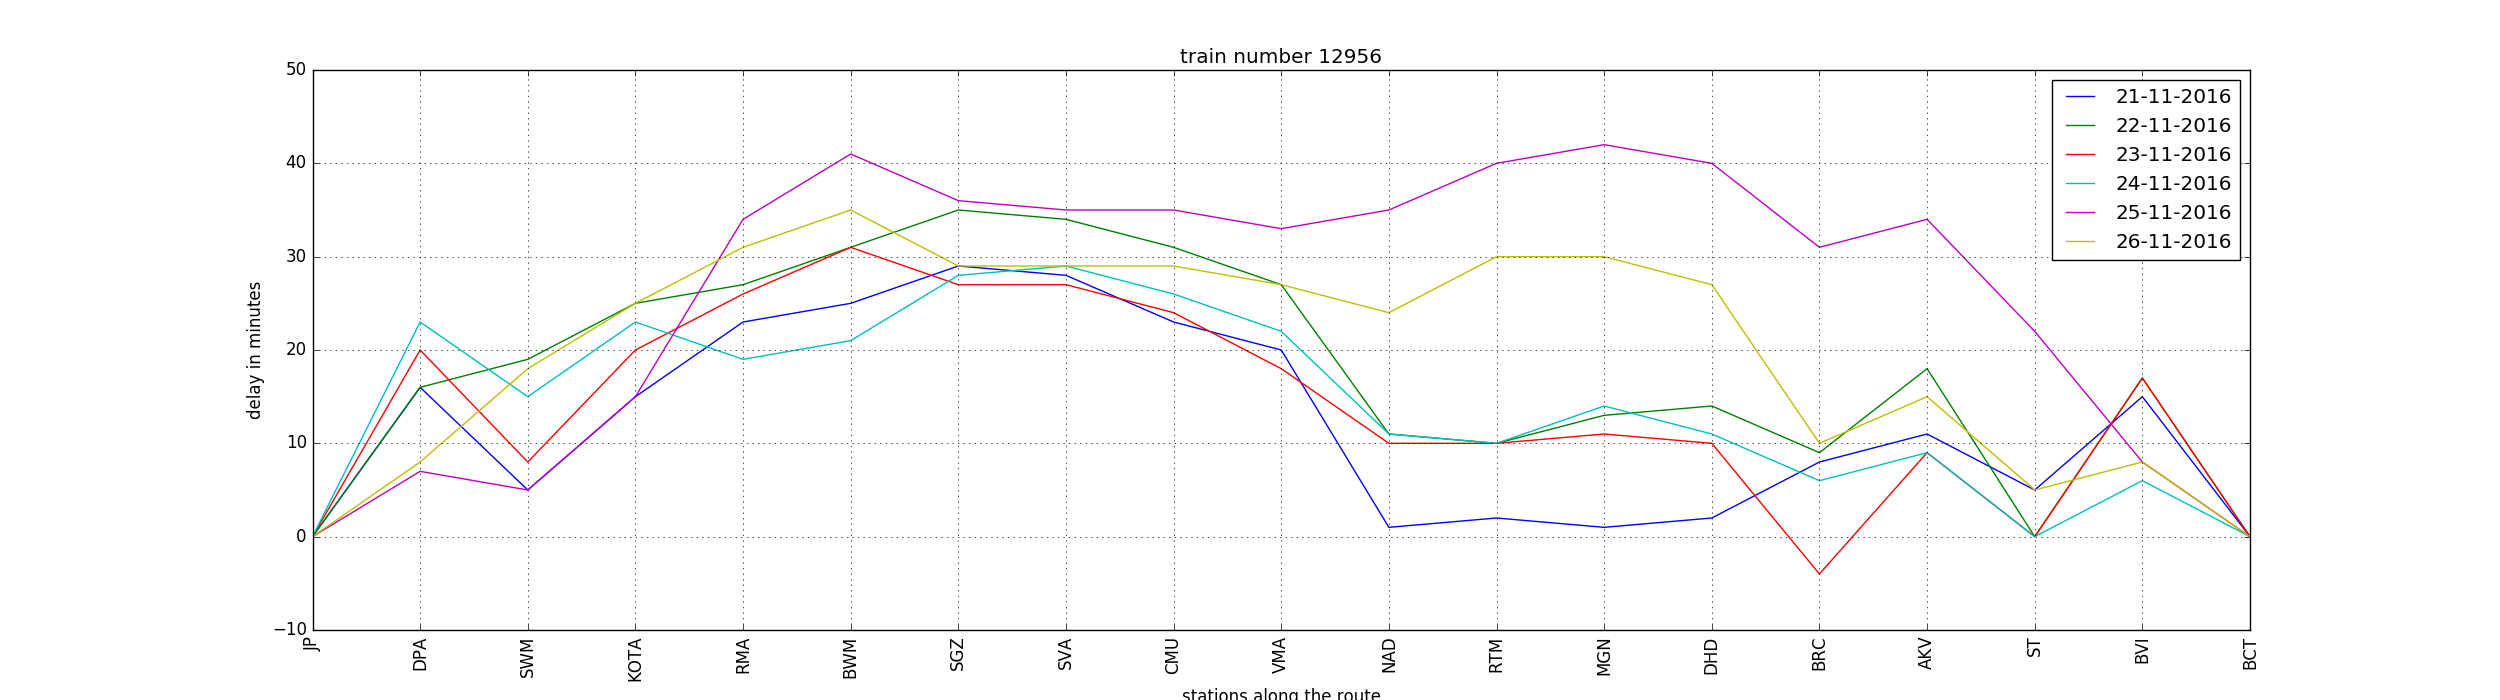 train number 12956
50
40
30
20
10
0
−10
delay in minutes
21-11-2016
22-11-2016
23-11-2016
24-11-2016
25-11-2016
26-11-2016
JP
DPA
SWM
KOTA
RMA
BWM
SGZ
SVA
CMU
VMA
NAD
RTM
MGN
DHD
BRC
AKV
ST
BVI
BCT
stations along the route